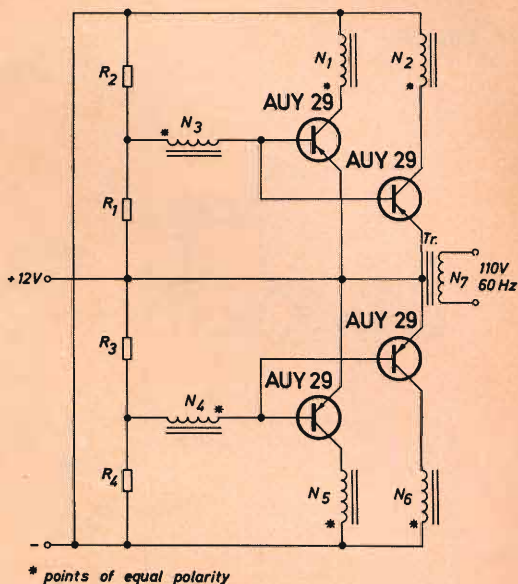 N₁
N₂
R₂
AUY 29
N₃
AUY 29
R₁
Tr.
+12V
N₇
110V
60 Hz
R₃
AUY 29
AUY 29
N₄
R₄
N₅
N₆
-
* points of equal polarity